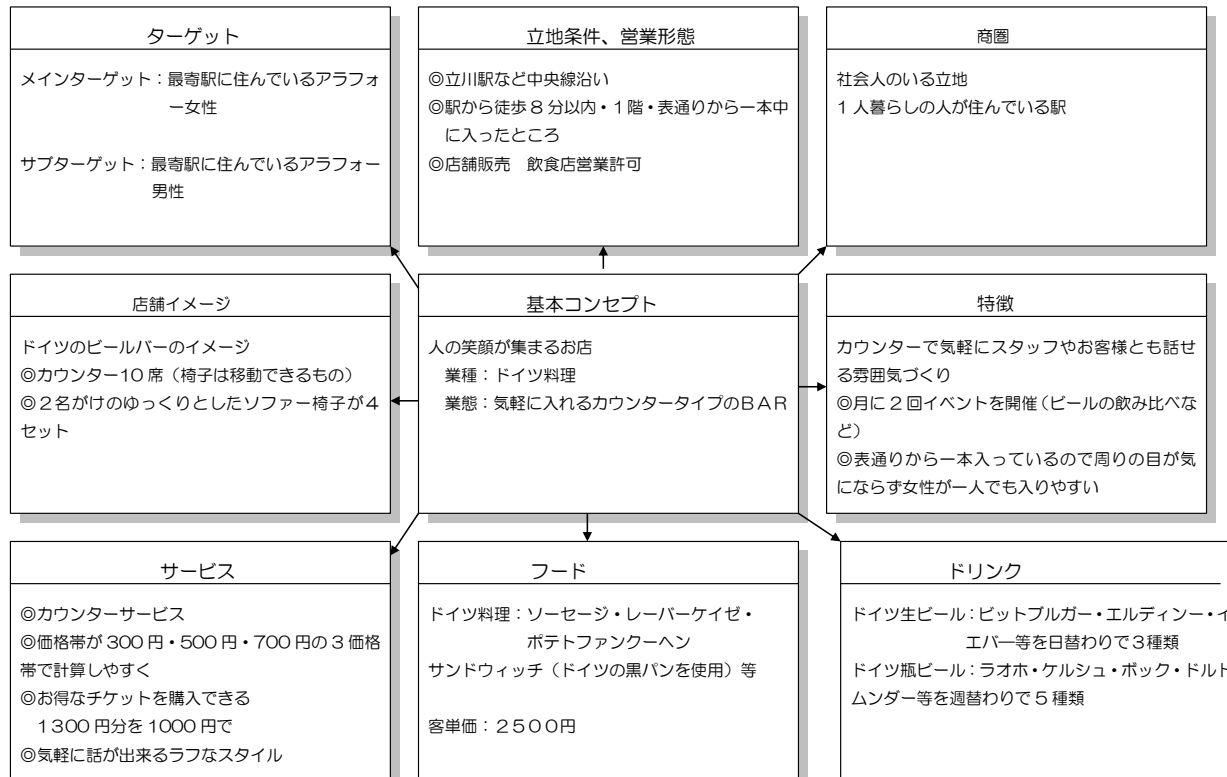 ターゲット
メインターゲット：最寄駅に住んでいるアラフォ
ー女性
サブターゲット：最寄駅に住んでいるアラフォー
男性
立地条件、営業形態
◎立川駅など中央線沿い
◎駅から徒歩８分以内・１階・表通りから一本中
に入ったところ
◎店舗販売　飲食店営業許可
商圏
社会人のいる立地
１人暮らしの人が住んでいる駅
店舗イメージ
ドイツのビールバーのイメージ
◎カウンター10 席（椅子は移動できるもの）
◎２名がけのゆっくりとしたソファー椅子が４
セット
基本コンセプト
人の笑顔が集まるお店
業種：ドイツ料理
業態：気軽に入れるカウンタータイプのＢＡＲ
特徴
カウンターで気軽にスタッフやお客様とも話せ
る雰囲気づくり
◎月に２回イベントを開催（ビールの飲み比べな
ど）
◎表通りから一本入っているので周りの目が気
にならず女性が一人でも入りやすい
サービス
◎カウンターサービス
◎価格帯が 300 円・500 円・700 円の３価格
帯で計算しやすく
◎お得なチケットを購入できる
1300 円分を 1000 円で
◎気軽に話が出来るラフなスタイル
フード
ドイツ料理：ソーセージ・レーバーケイゼ・
ポテトファンクーヘン
サンドウィッチ（ドイツの黒パンを使用）等
客単価：２５００円
ドリンク
ドイツ生ビール：ビットブルガー・エルディンー・イ
エバー等を日替わりで３種類
ドイツ瓶ビール：ラオホ・ケルシュ・ボック・ドルト
ムンダー等を週替わりで５種類